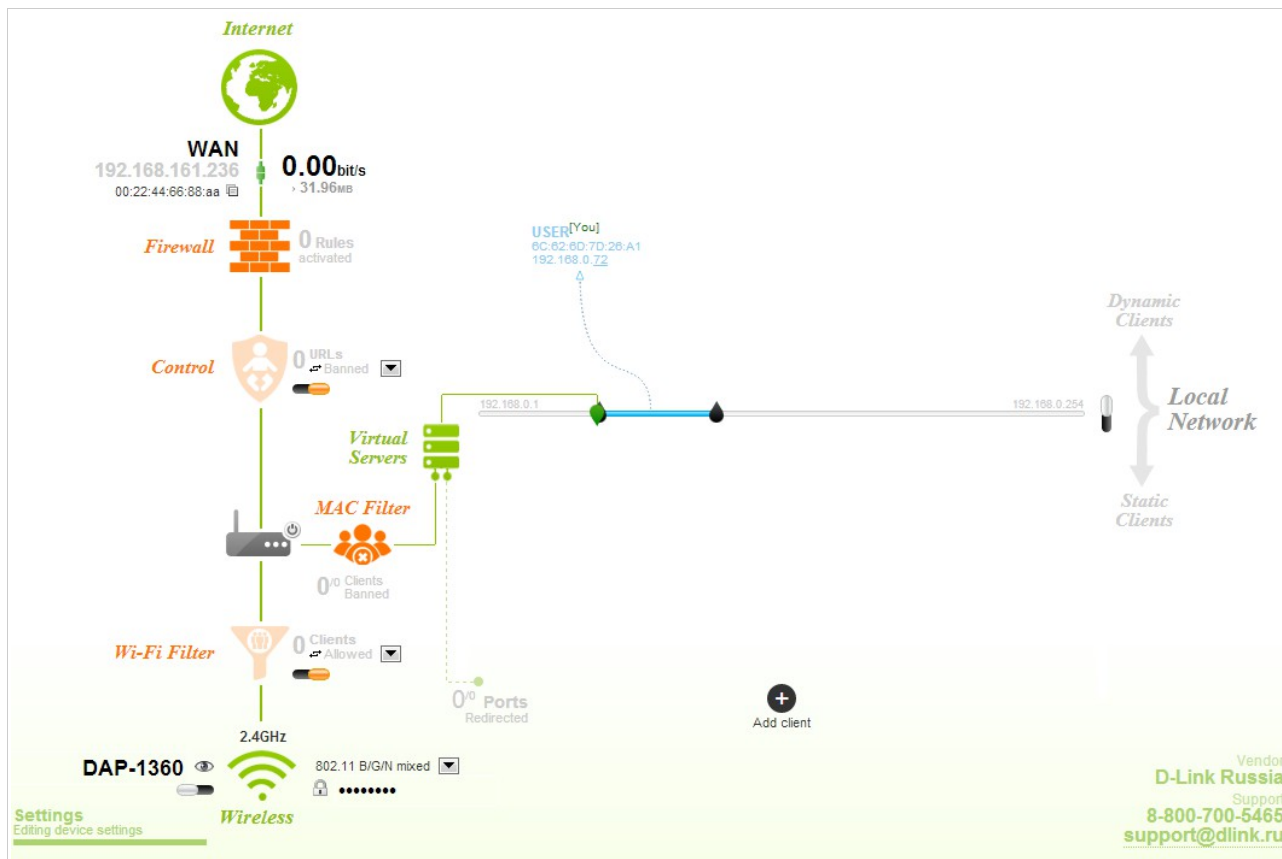 Internet
WAN
192.168.161.236
00:22:44:66:88:aa
0.00bit/s
› 31.96MB
Firewall
0 Rules
activated
USER[You]
6C:62:6D:7D:26:A1
192.168.0.72
Dynamic
Clients
Control
0 URLs
Banned
192.168.0.1
192.168.0.254
Local
Network
Virtual
Servers
Static
Clients
MAC Filter
0/0 Clients
Banned
Wi-Fi Filter
0 Clients
Allowed
0/0 Ports
Redirected
Add client
2.4GHz
DAP-1360
802.11 B/G/N mixed
••••••••
Wireless
Settings
Editing device settings
Vendor
D-Link Russia
Support
8-800-700-5465
support@dlink.ru